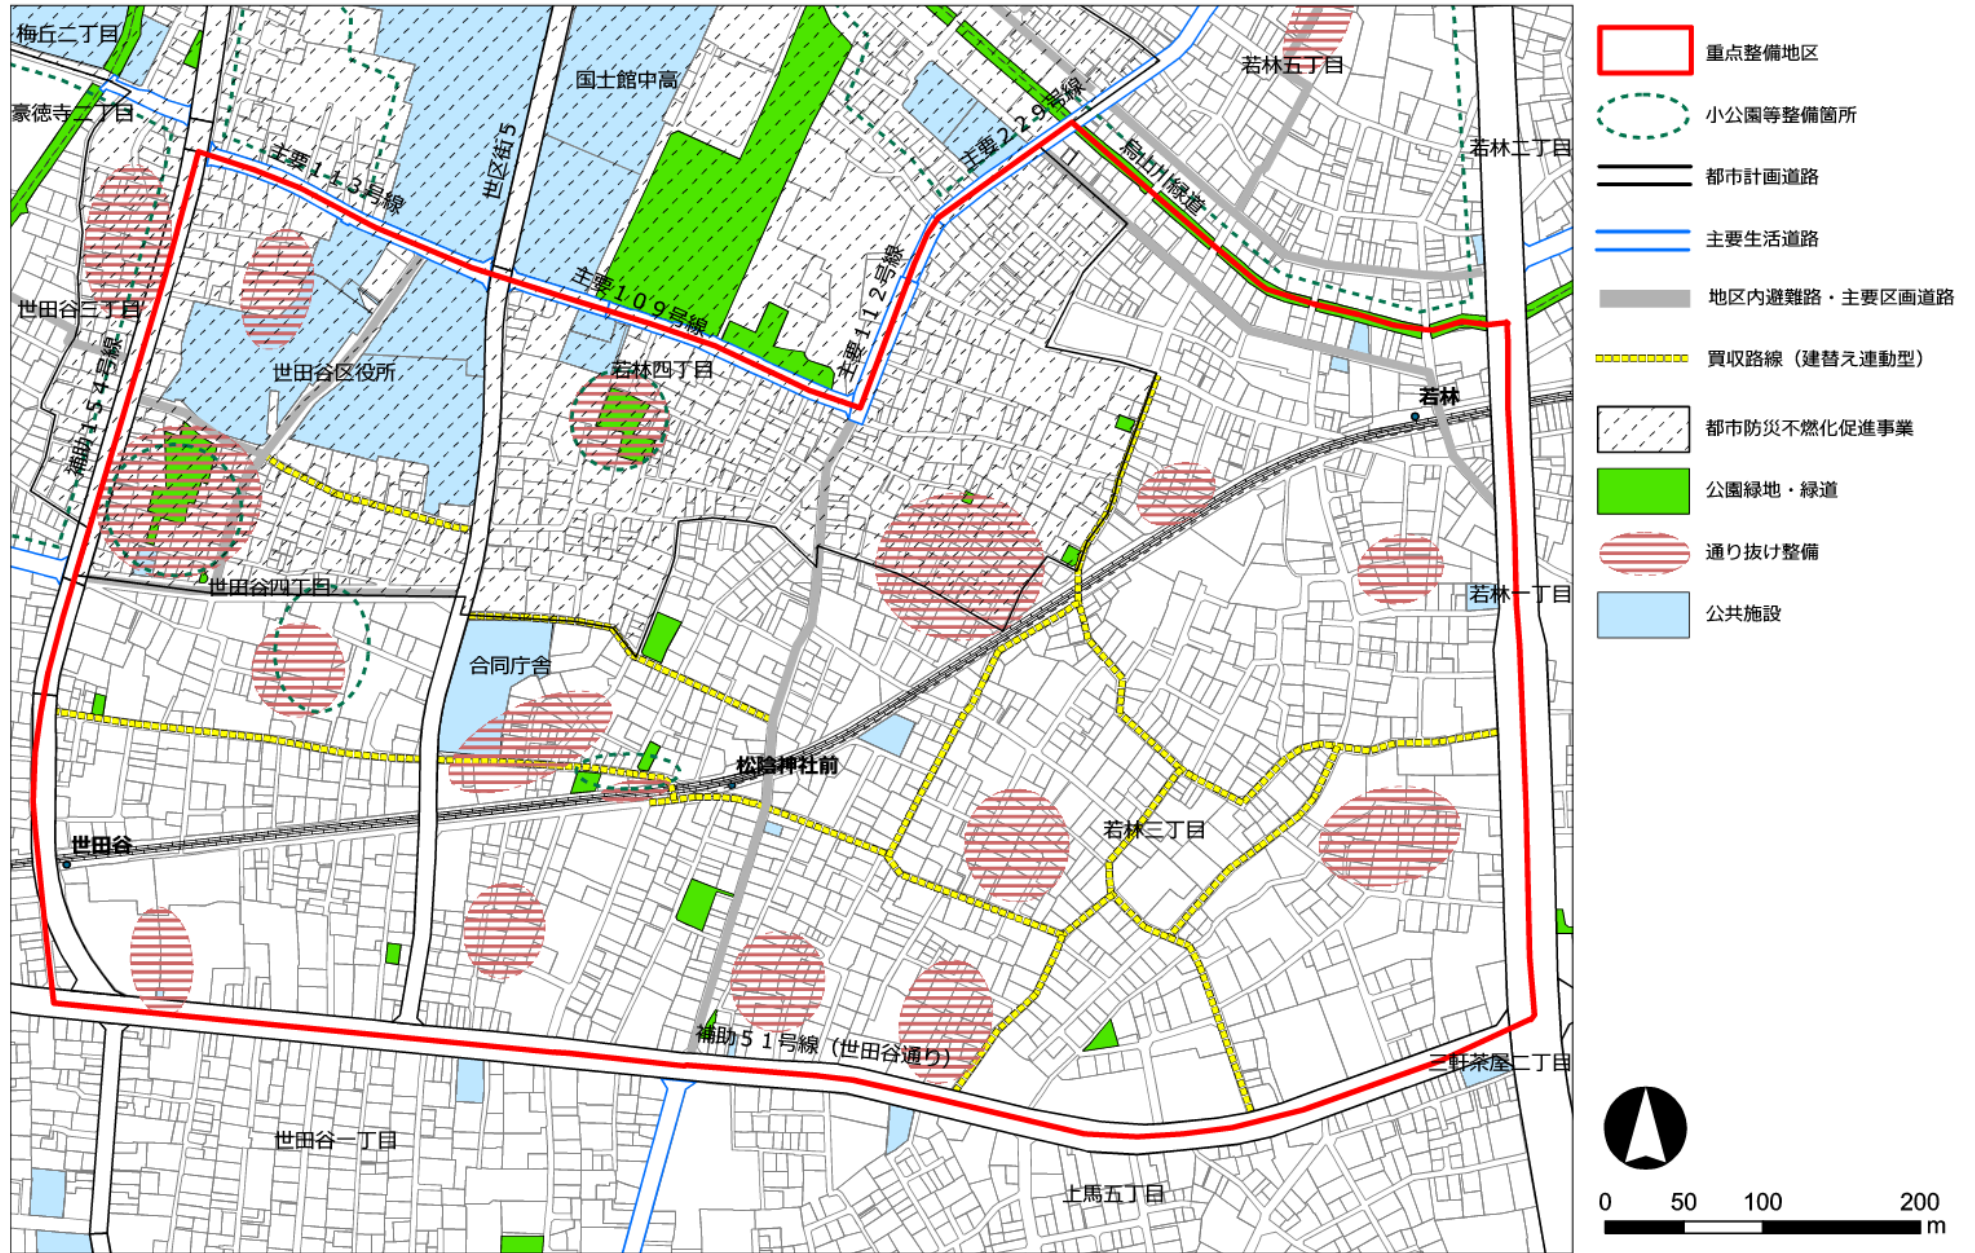 梅丘二丁目
豪徳寺二丁目
国士館中高
若林五丁目
若林二丁目
主要２２９号線
烏山川緑道
主要１１３号線
世区街５
主要１０９号線
主要１１２号線
世田谷三丁目
補助１５４号線
世田谷区役所
若林四丁目
若林
世田谷四丁目
若林一丁目
合同庁舎
松陰神社前
世田谷
若林三丁目
補助５１号線（世田谷通り）
三軒茶屋二丁目
世田谷一丁目
上馬五丁目
重点整備地区
小公園等整備箇所
都市計画道路
主要生活道路
地区内避難路・主要区画道路
買収路線（建替え連動型）
都市防災不燃化促進事業
公園緑地・緑道
通り抜け整備
公共施設
0 50 100 200
m